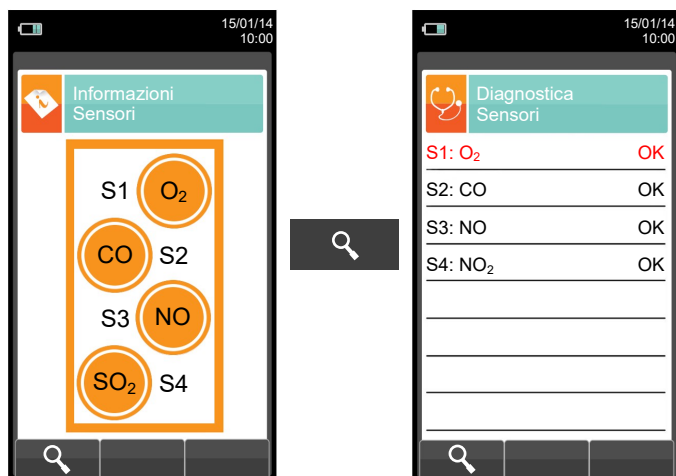 15/01/14
10:00
Informazioni
Sensori
S1 O₂
CO S2
S3 NO
SO₂ S4
15/01/14
10:00
Diagnostica
Sensori
S1: O₂ OK
S2: CO OK
S3: NO OK
S4: NO₂ OK